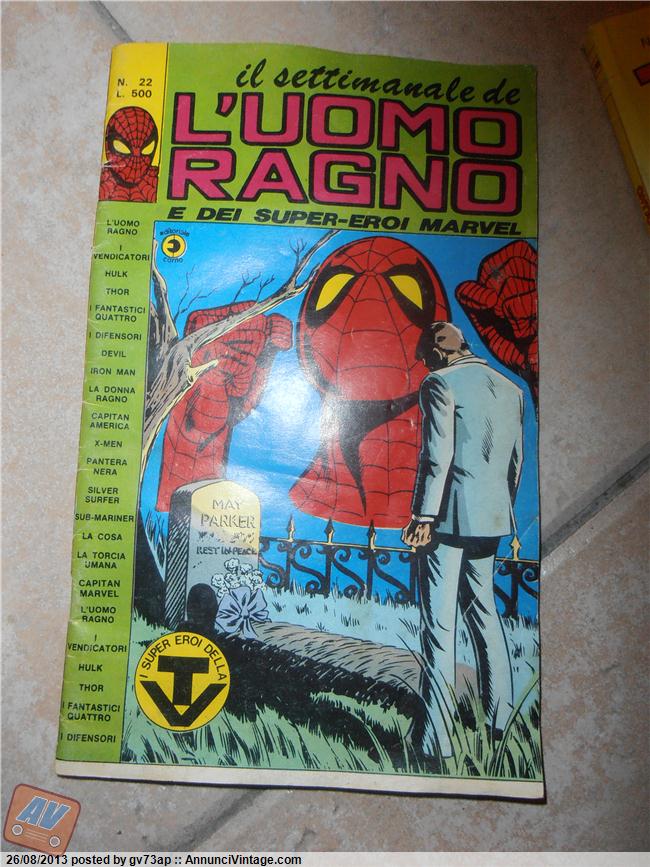 N. 22
L. 500
il settimanale de
L'UOMO
RAGNO
E DEI SUPER-EROI MARVEL
editoriale
corno
L'UOMO
RAGNO
I
VENDICATORI
HULK
THOR
I FANTASTICI
QUATTRO
I DIFENSORI
DEVIL
IRON MAN
LA DONNA
RAGNO
CAPITAN
AMERICA
X-MEN
PANTERA
NERA
SILVER
SURFER
SUB-MARINER
LA COSA
LA TORCIA
UMANA
CAPITAN
MARVEL
L'UOMO
RAGNO
I
VENDICATORI
HULK
THOR
I FANTASTICI
QUATTRO
I DIFENSORI
MAY
PARKER
REST IN PEACE
I SUPER EROI DELLA
TV
AV
26/08/2013 posted by gv73ap :: AnnunciVintage.com